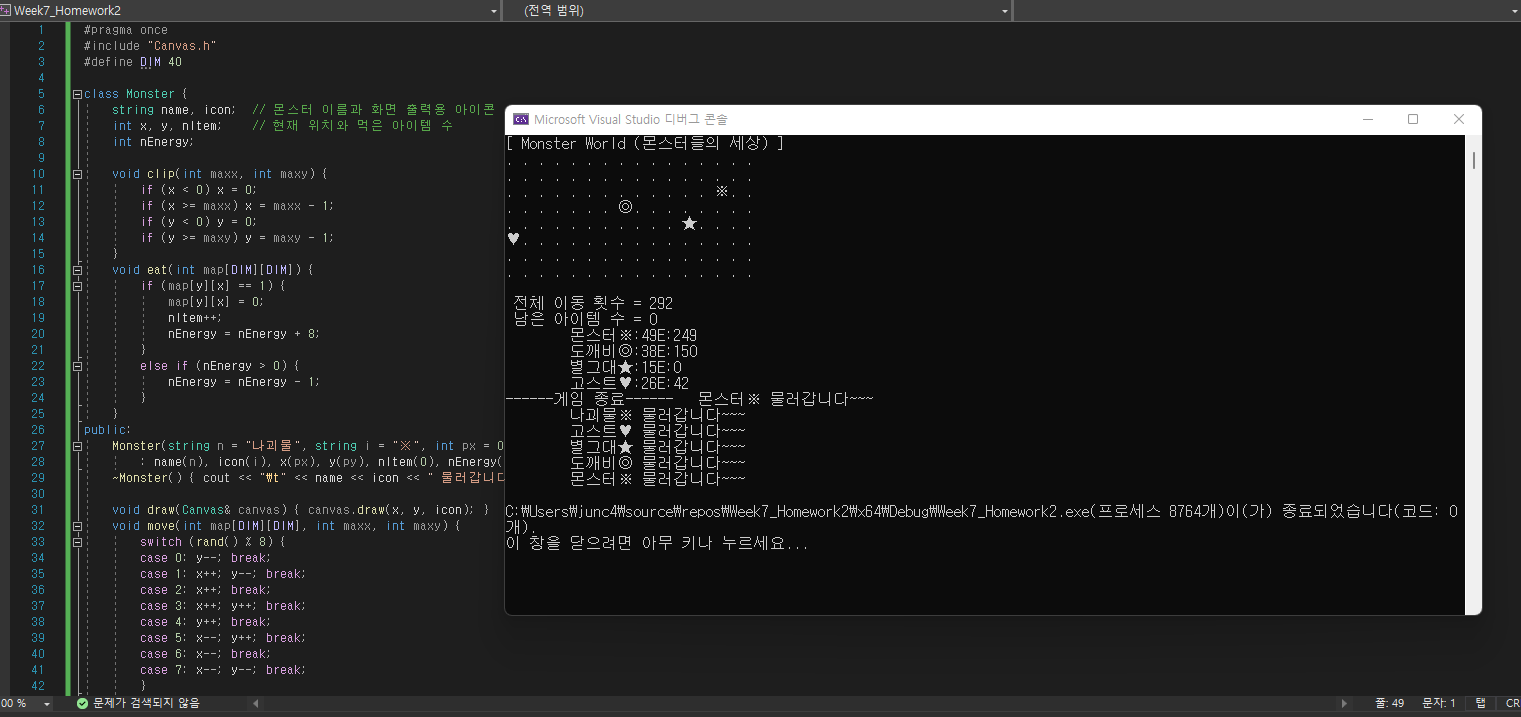 Week7_Homework2
(전역 범위)
1 #pragma once
2 #include "Canvas.h"
3 #define DIM 40
4
5 class Monster {
6 string name, icon; // 몬스터 이름과 화면 출력용 아이콘
7 int x, y, nItem; // 현재 위치와 먹은 아이템 수
8 int nEnergy;
9
10 void clip(int maxx, int maxy) {
11 if (x < 0) x = 0;
12 if (x >= maxx) x = maxx - 1;
13 if (y < 0) y = 0;
14 if (y >= maxy) y = maxy - 1;
15 }
16 void eat(int map[DIM][DIM]) {
17 if (map[y][x] == 1) {
18 map[y][x] = 0;
19 nItem++;
20 nEnergy = nEnergy + 8;
21 }
22 else if (nEnergy > 0) {
23 nEnergy = nEnergy - 1;
24 }
25 }
26 public:
27 Monster(string n = "나괴물", string i = "※", int px = 0
28 : name(n), icon(i), x(px), y(py), nItem(0), nEnergy(
29 ~Monster() { cout << "₩t" << name << icon << " 물러갑니다
30
31 void draw(Canvas& canvas) { canvas.draw(x, y, icon); }
32 void move(int map[DIM][DIM], int maxx, int maxy) {
33 switch (rand() % 8) {
34 case 0: y--; break;
35 case 1: x++; y--; break;
36 case 2: x++; break;
37 case 3: x++; y++; break;
38 case 4: y++; break;
39 case 5: x--; y++; break;
40 case 6: x--; break;
41 case 7: x--; y--; break;
42 }
Microsoft Visual Studio 디버그 콘솔
[ Monster World (몬스터들의 세상) ]
. . . . . . . . . . . . . . . .
. . . . . . . . . . . . . . . .
. . . . . . . . . . . . . ※. .
. . . . . . . ◎. . . . . . . .
. . . . . . . . . . . ★. . . .
♥. . . . . . . . . . . . . . .
. . . . . . . . . . . . . . . .
. . . . . . . . . . . . . . . .
전체 이동 횟수 = 292
남은 아이템 수 = 0
몬스터※:49E:249
도깨비◎:38E:150
별그대★:15E:0
고스트♥:26E:42
------게임 종료------ 몬스터※ 물러갑니다~~~
나괴물※ 물러갑니다~~~
고스트♥ 물러갑니다~~~
별그대★ 물러갑니다~~~
도깨비◎ 물러갑니다~~~
몬스터※ 물러갑니다~~~
C:₩Users₩junc4₩source₩repos₩Week7_Homework2₩x64₩Debug₩Week7_Homework2.exe(프로세스 8764개)이(가) 종료되었습니다(코드: 0
개).
이 창을 닫으려면 아무 키나 누르세요...
00 % 문제가 검색되지 않음 줄: 49 문자: 1 탭 CR